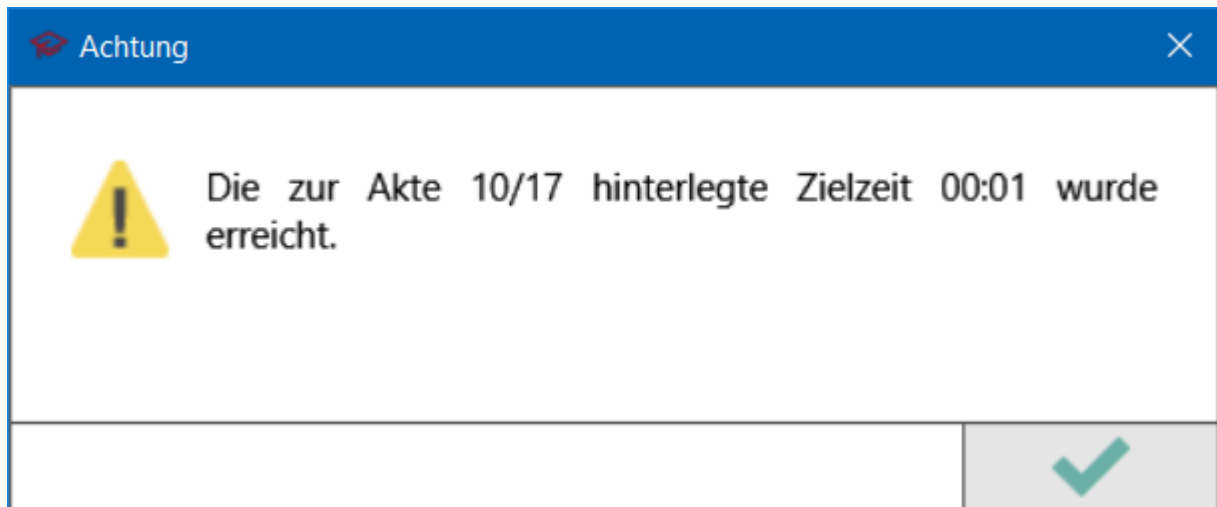 Achtung
Die zur Akte 10/17 hinterlegte Zielzeit 00:01 wurde
erreicht.